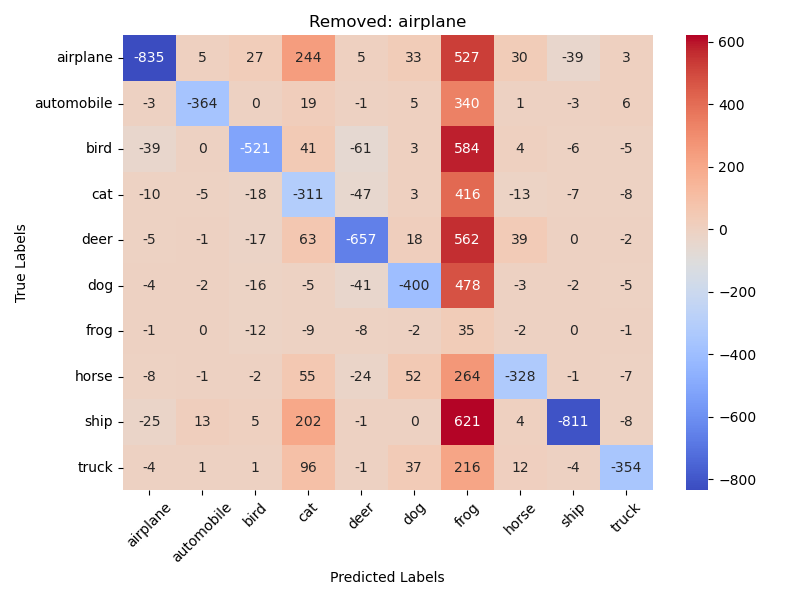 Removed: airplane
airplane -835 5 27 244 5 33 527 30 -39 3
automobile -3 -364 0 19 -1 5 340 1 -3 6
bird -39 0 -521 41 -61 3 584 4 -6 -5
cat -10 -5 -18 -311 -47 3 416 -13 -7 -8
deer -5 -1 -17 63 -657 18 562 39 0 -2
dog -4 -2 -16 -5 -41 -400 478 -3 -2 -5
frog -1 0 -12 -9 -8 -2 35 -2 0 -1
horse -8 -1 -2 55 -24 52 264 -328 -1 -7
ship -25 13 5 202 -1 0 621 4 -811 -8
truck -4 1 1 96 -1 37 216 12 -4 -354
airplane automobile bird cat deer dog frog horse ship truck
Predicted Labels
True Labels
600
400
200
0
−200
−400
−600
−800